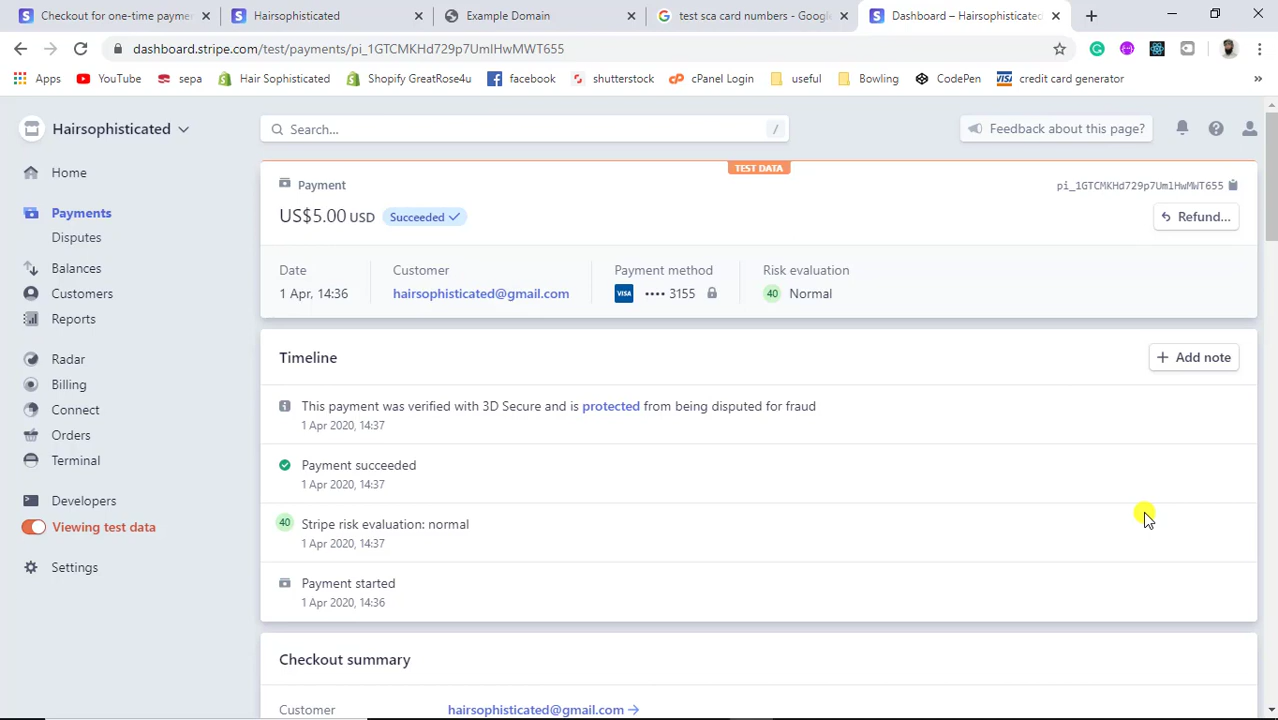 Checkout for one-time payme
Hairsophisticated
Example Domain
test sca card numbers - Google
Dashboard – Hairsophisticated
dashboard.stripe.com/test/payments/pi_1GTCMKHd729p7UmlHwMWT655
Apps YouTube sepa Hair Sophisticated Shopify GreatRose4u facebook shutterstock cPanel Login useful Bowling CodePen VISA credit card generator »
Hairsophisticated
Search... /
Feedback about this page?
Home
Payments
Disputes
Balances
Customers
Reports
Radar
Billing
Connect
Orders
Terminal
Developers
Viewing test data
Settings
TEST DATA
Payment
pi_1GTCMKHd729p7UmlHwMWT655
US$5.00 USD Succeeded
Refund...
Date Customer Payment method Risk evaluation
1 Apr, 14:36 hairsophisticated@gmail.com VISA •••• 3155 40 Normal
Timeline
Add note
This payment was verified with 3D Secure and is protected from being disputed for fraud
1 Apr 2020, 14:37
Payment succeeded
1 Apr 2020, 14:37
40 Stripe risk evaluation: normal
1 Apr 2020, 14:37
Payment started
1 Apr 2020, 14:36
Checkout summary
Customer hairsophisticated@gmail.com